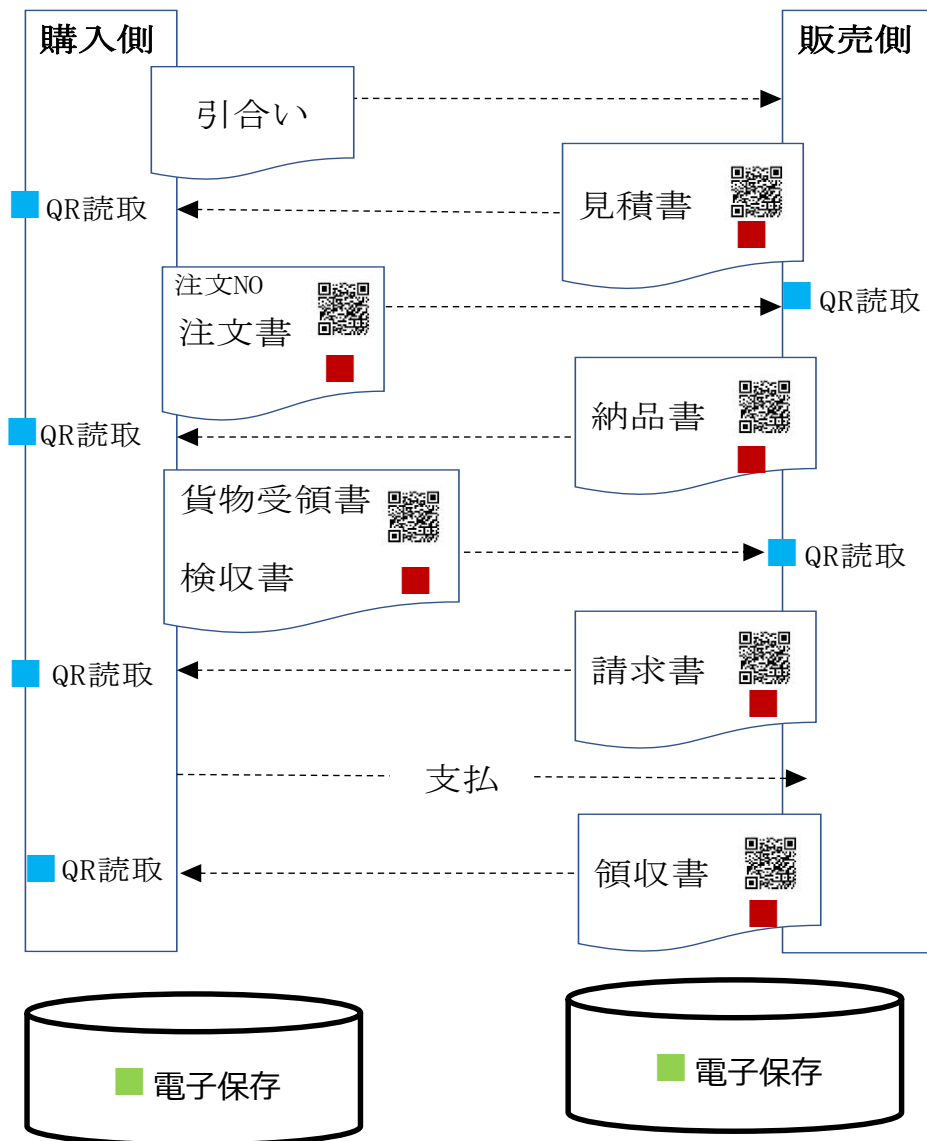 購入側
販売側
引合い
見積書
QR読取
注文NO
注文書
QR読取
納品書
QR読取
貨物受領書
検収書
QR読取
請求書
QR読取
支払
領収書
QR読取
電子保存
電子保存